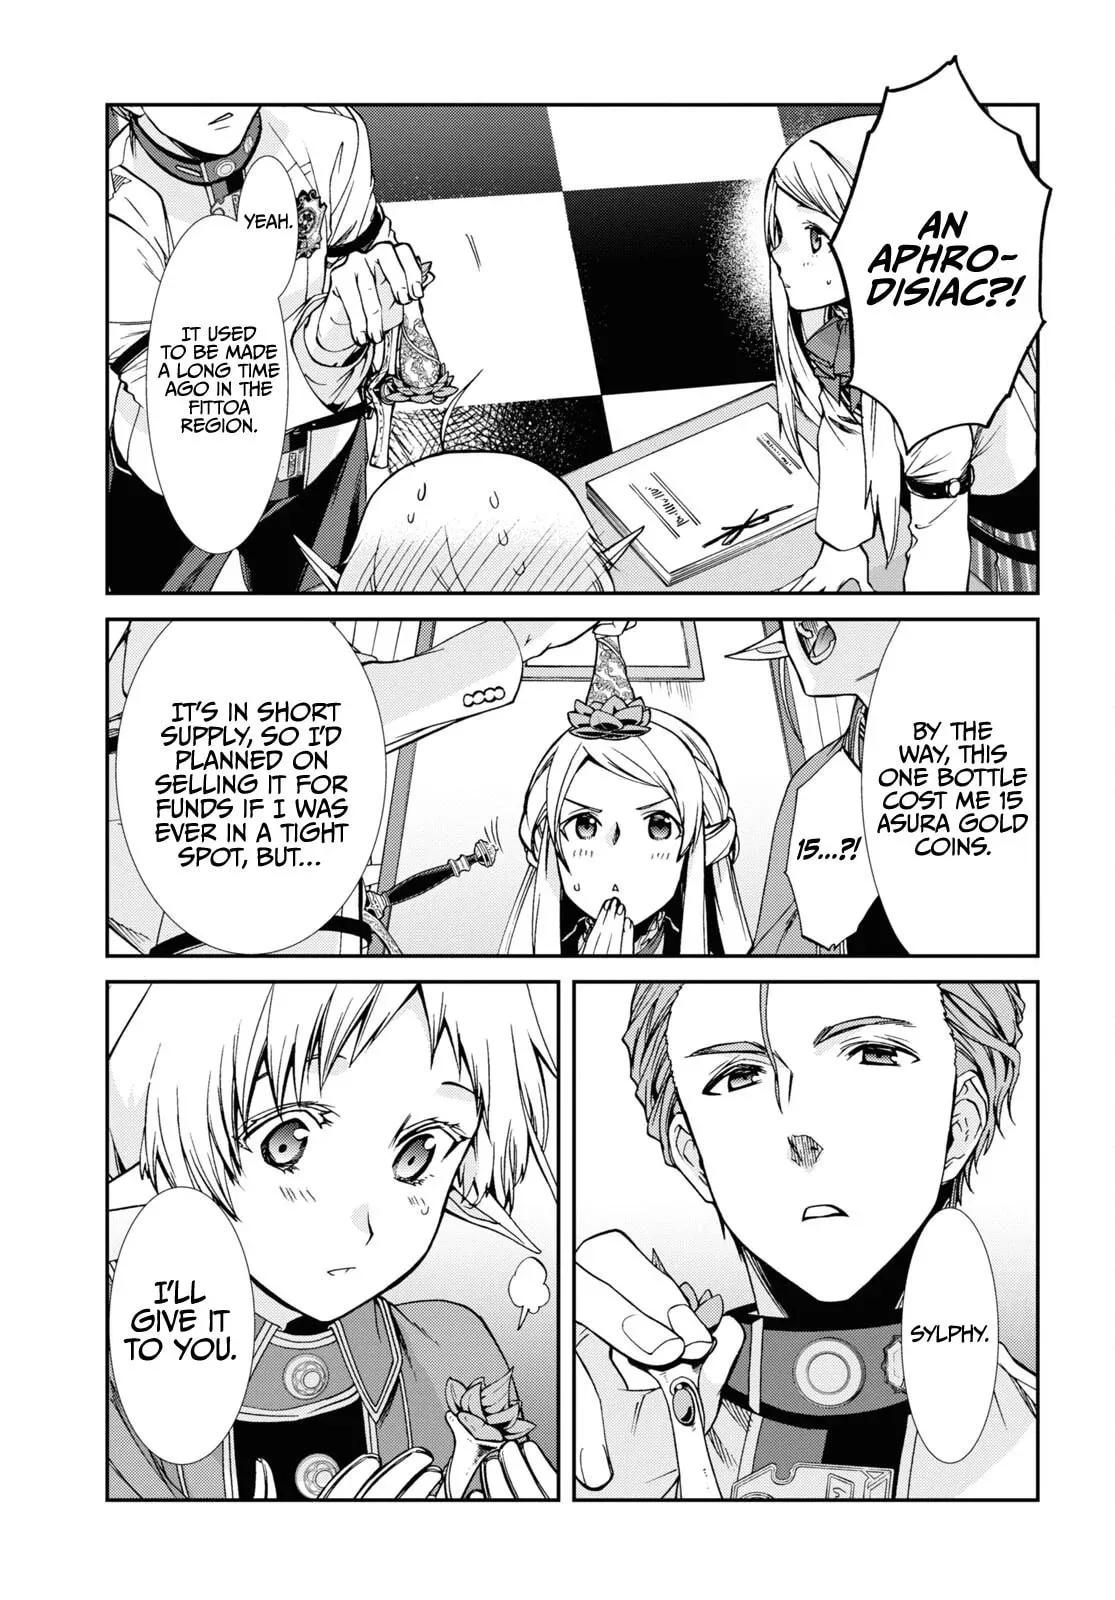 AN
APHRO-
DISIAC?!
YEAH.
IT USED
TO BE MADE
A LONG TIME
AGO IN THE
FITTOA
REGION.
BY THE
WAY, THIS
ONE BOTTLE
COST ME 15
ASURA GOLD
COINS.
15...?!
IT'S IN SHORT
SUPPLY, SO I'D
PLANNED ON
SELLING IT FOR
FUNDS IF I WAS
EVER IN A TIGHT
SPOT, BUT...
SYLPHY.
I'LL
GIVE IT
TO YOU.